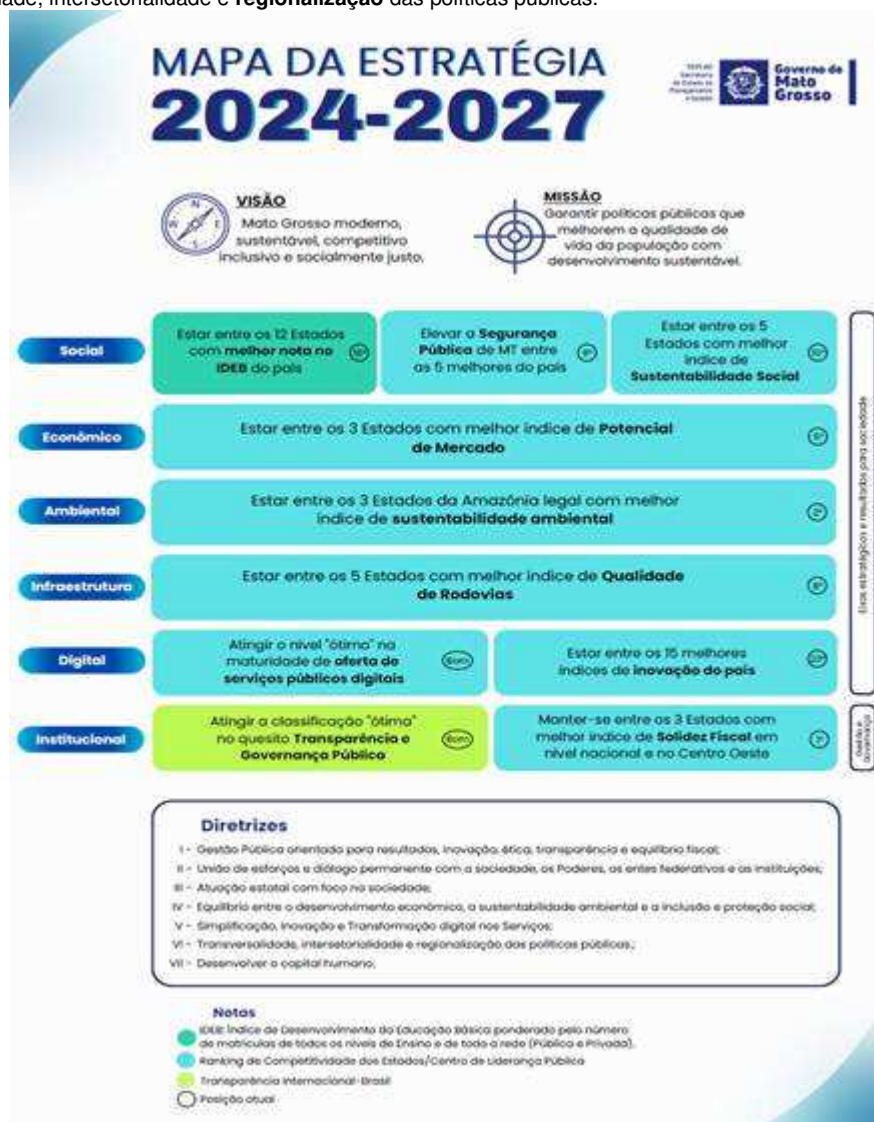 dade, intersetorialidade e regionalização das políticas públicas.
MAPA DA ESTRATÉGIA
2024-2027
Governo de
Mato
Grosso
VISÃO
Mato Grosso moderno,
sustentável, competitivo
inclusivo e socialmente justo.
MISSÃO
Garantir políticas públicas que
melhorem a qualidade de
vida da população com
desenvolvimento sustentável.
Social
Estar entre os 12 Estados
com melhor nota no
IDEB do país
Elevar a Segurança
Pública de MT entre
as 5 melhores do país
Estar entre os 5
Estados com melhor
índice de
Sustentabilidade Social
Econômico
Estar entre os 3 Estados com melhor índice de Potencial
de Mercado
Ambiental
Estar entre os 3 Estados da Amazônia legal com melhor
índice de sustentabilidade ambiental
Infraestrutura
Estar entre os 5 Estados com melhor índice de Qualidade
de Rodovias
Digital
Atingir o nível "ótimo" na
maturidade de oferta de
serviços públicos digitais
Bom
Estar entre os 15 melhores
índices de inovação do país
Eixos estratégicos e resultados para sociedade
Institucional
Atingir a classificação "ótima"
no quesito Transparência e
Governança Pública
Bom
Manter-se entre os 3 Estados com
melhor índice de Solidez Fiscal em
nível nacional e no Centro Oeste
Gestão e
Governança
Diretrizes
I - Gestão Pública orientada para resultados, inovação, ética, transparência e equilíbrio fiscal;
II - União de esforços e diálogo permanente com a sociedade, os Poderes, os entes federativos e as instituições;
III - Atuação estatal com foco na sociedade;
IV - Equilíbrio entre o desenvolvimento econômico, a sustentabilidade ambiental e a inclusão e proteção social;
V - Simplificação, Inovação e Transformação digital nos Serviços;
VI - Transversalidade, intersetorialidade e regionalização das políticas públicas.;
VII - Desenvolver o capital humano;
Notas
IDEB: Índice de Desenvolvimento da Educação Básica ponderado pelo número
de matrículas de todos os níveis de Ensino e de toda a rede (Pública e Privada).
Ranking de Competitividade dos Estados/Centro de Liderança Pública
Transparência Internacional-Brasil
Posição atual